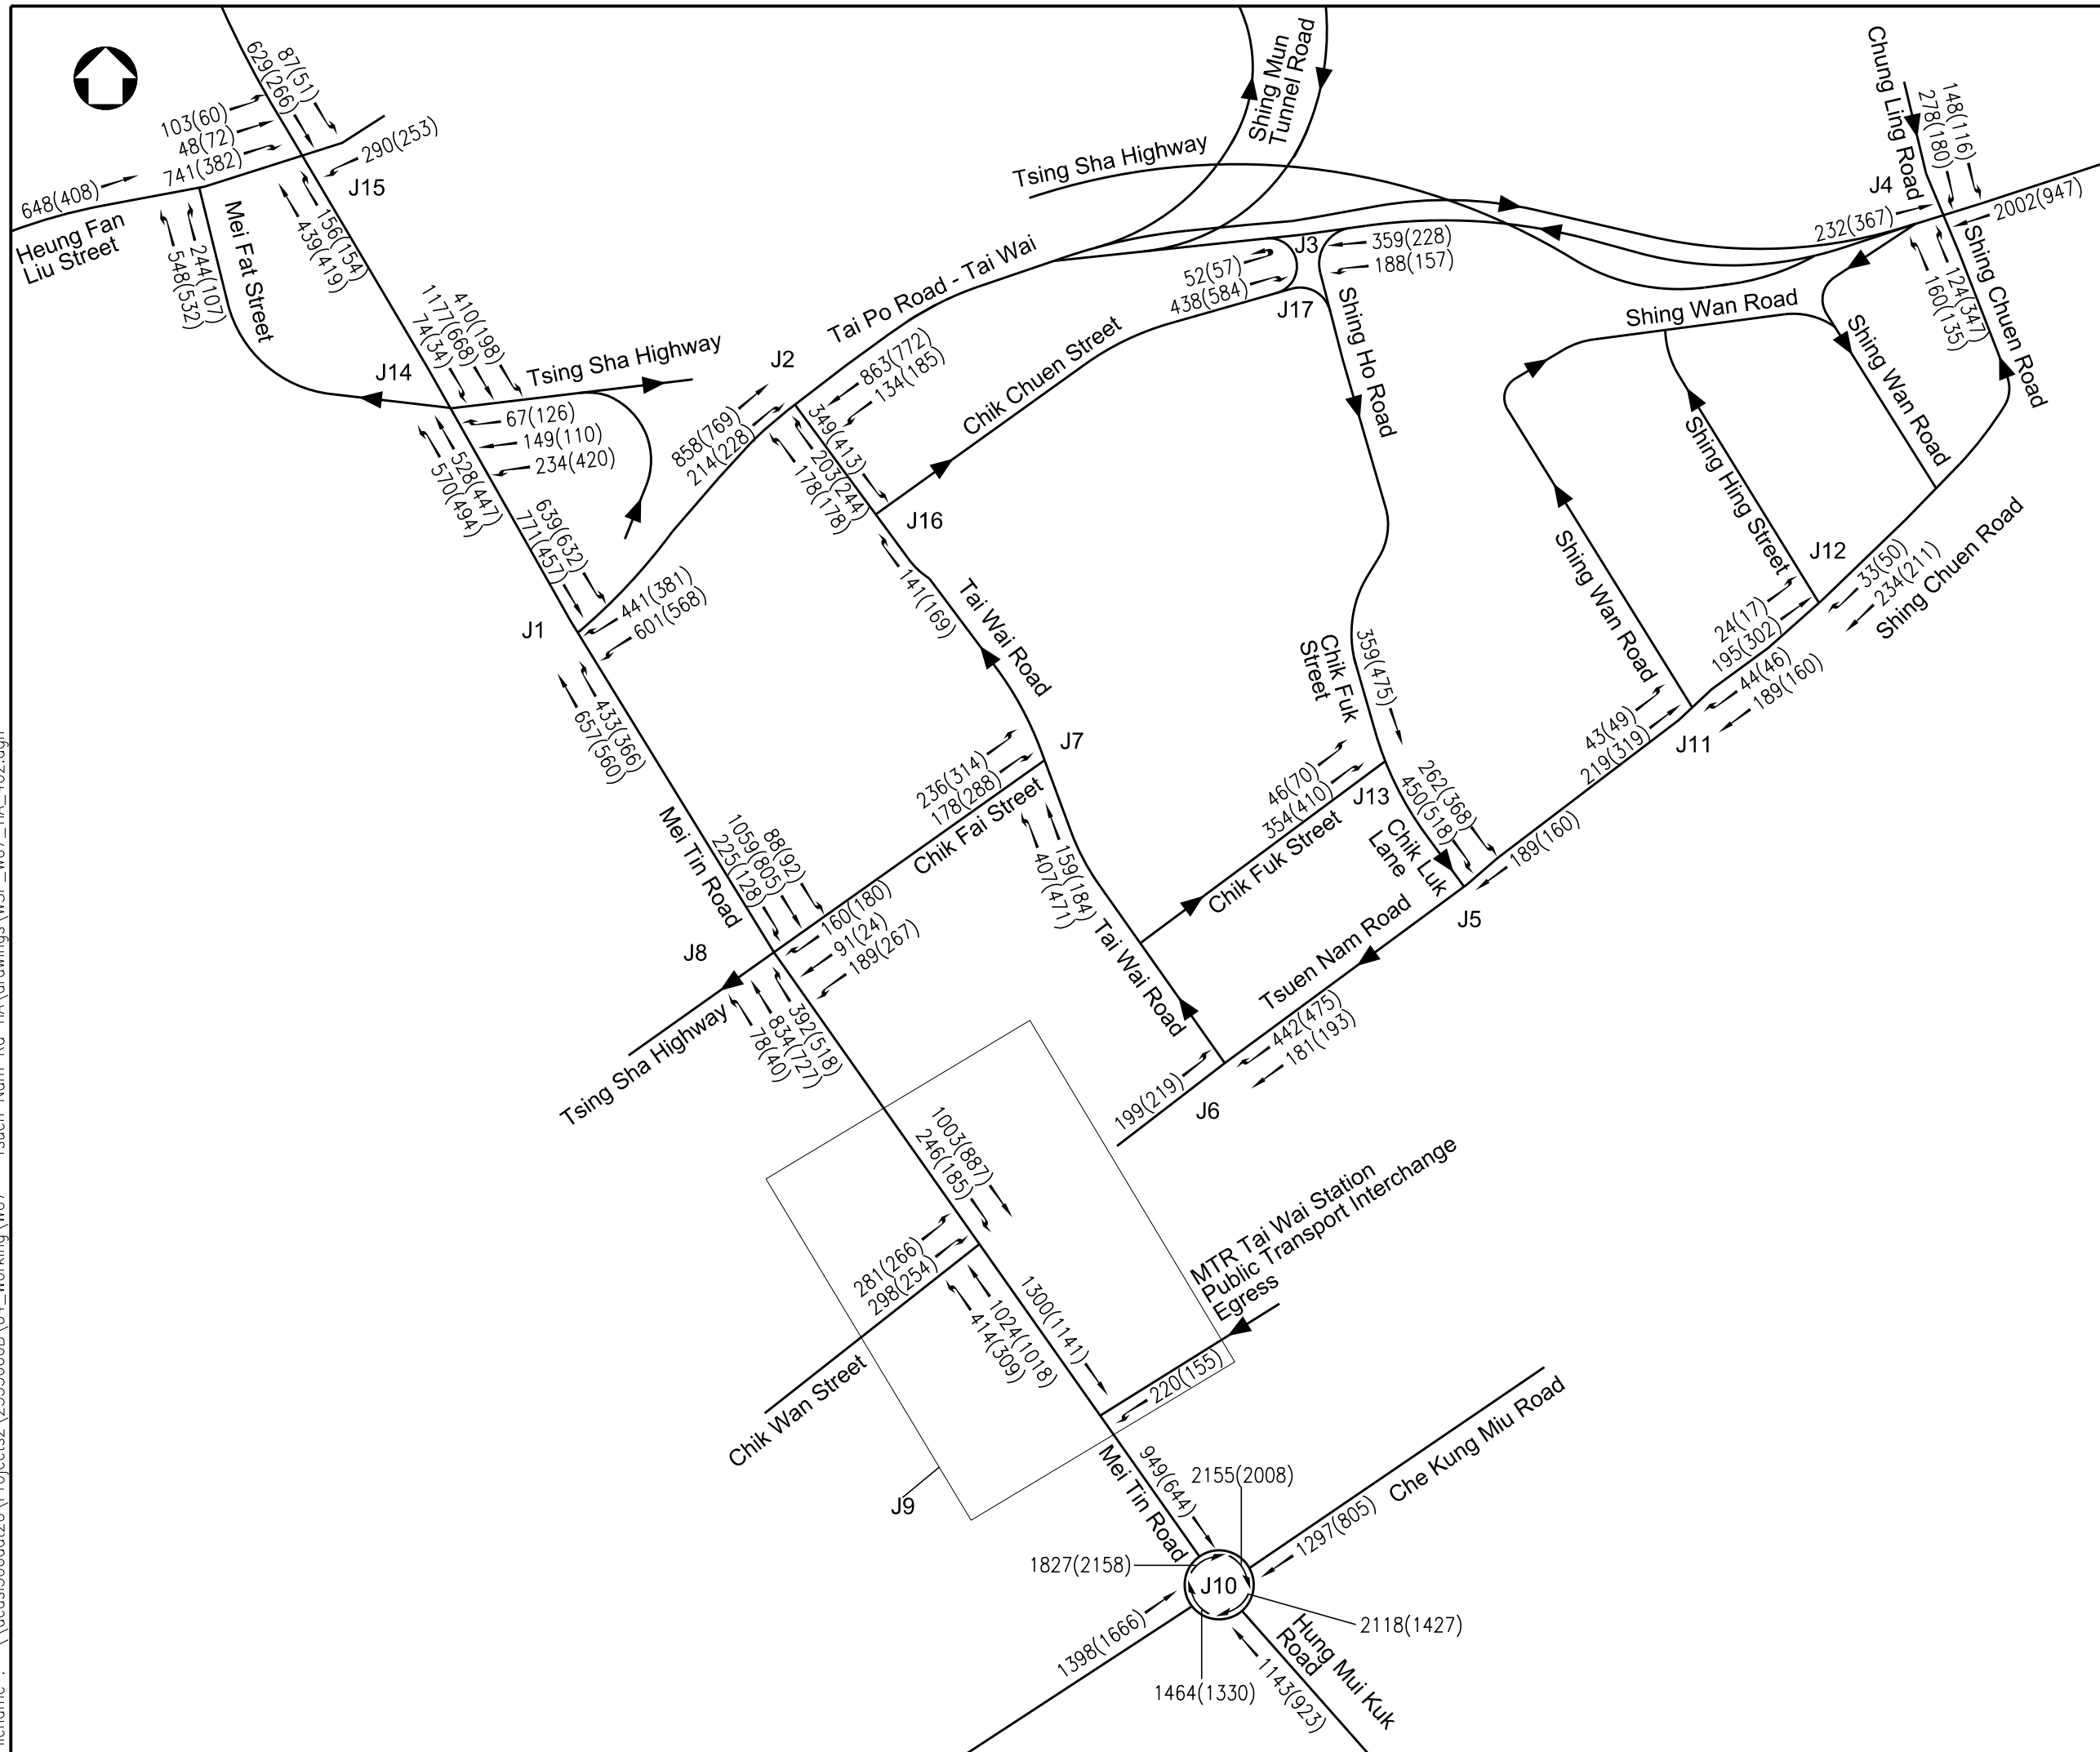 629(266)
87(51)
103(60)
48(72)
741(382)
290(253)
648(408)
J15
Heung Fan
Liu Street
Mei Fat Street
244(107)
548(532)
156(154)
439(419)
Shing Mun
Tunnel Road
Tsing Sha Highway
Chung Ling Road
148(116)
278(180)
J4
2002(947)
232(367)
124(347)
160(135)
Shing Chuen Road
J3
359(228)
188(157)
52(57)
438(584)
J17
Tai Po Road - Tai Wai
Shing Ho Road
Shing Wan Road
Shing Wan Road
410(198)
1177(668)
74(34)
J14
Tsing Sha Highway
67(126)
149(110)
234(420)
528(447)
570(494)
J2
863(772)
134(185)
858(769)
214(228)
349(413)
203(244)
178(178)
Chik Chuen Street
J16
141(169)
Tai Wai Road
639(632)
771(457)
441(381)
601(568)
J1
433(366)
657(560)
Shing Hing Street
Shing Wan Road
J12
33(50)
234(211)
Shing Chuen Road
24(17)
195(302)
44(46)
189(160)
43(49)
219(319)
J11
Chik Fuk
Street
359(475)
46(70)
354(410)
J13
262(368)
450(518)
Chik Luk
Lane
189(160)
J5
Chik Fuk Street
J7
236(314)
178(288)
Chik Fai Street
159(184)
407(471)
Tai Wai Road
Mei Tin Road
88(92)
1059(805)
225(128)
160(180)
91(24)
189(267)
J8
Tsing Sha Highway
392(518)
834(727)
78(40)
Tsuen Nam Road
442(475)
181(193)
199(219)
J6
1003(887)
246(185)
281(266)
298(254)
1024(1018)
414(309)
1300(1141)
Chik Wan Street
MTR Tai Wai Station
Public Transport Interchange
Egress
220(155)
J9
Mei Tin Road
949(644)
2155(2008)
Che Kung Miu Road
1297(805)
1827(2158)
J10
2118(1427)
1398(1666)
1464(1330)
1143(923)
Hung Mui Kuk
Road